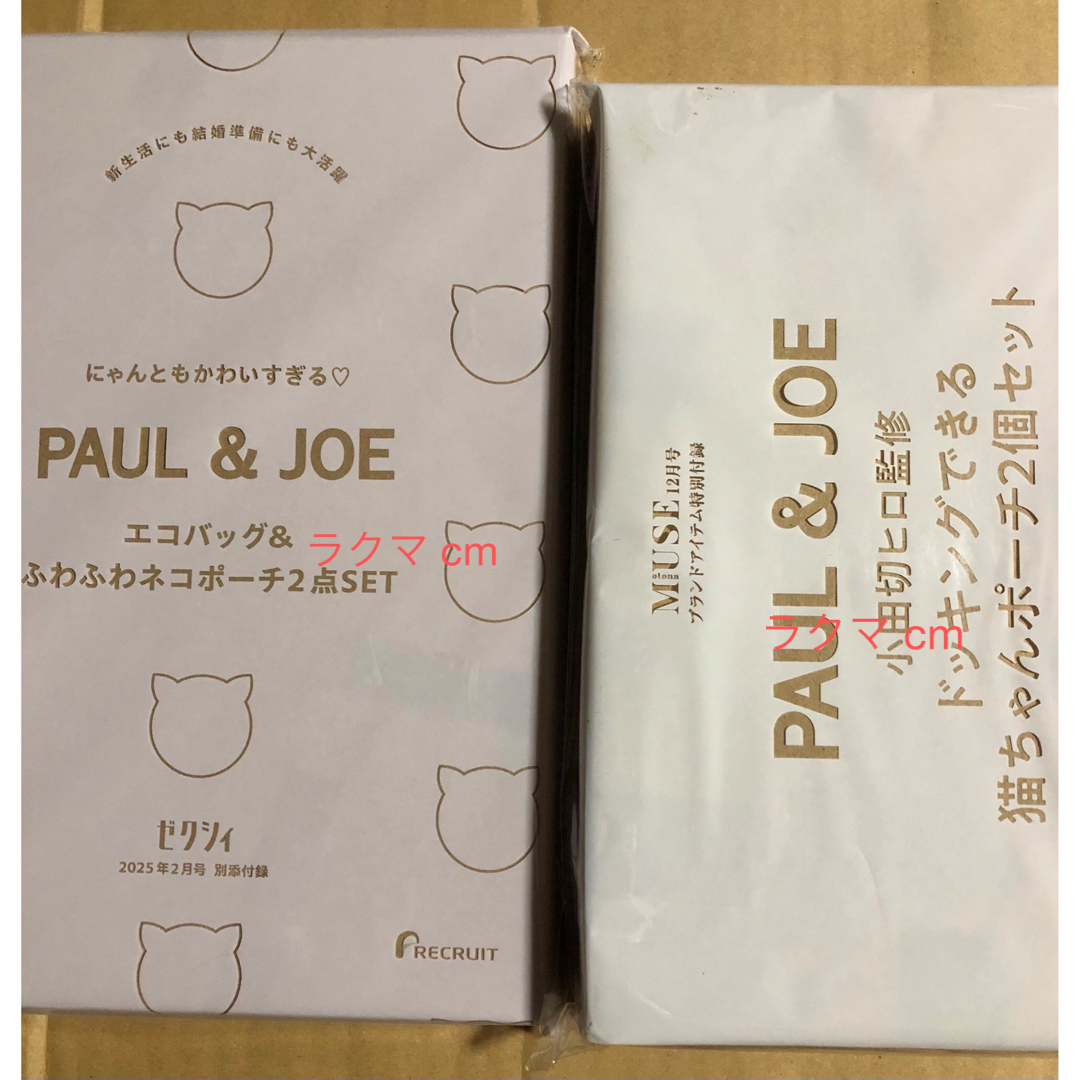 新生活にも結婚準備にも大活躍
にゃんともかわいすぎる♡
PAUL & JOE
エコバッグ&
ふわふわネコポーチ2点SET
ラクマ cm
ゼクシィ
2025年2月号 別添付録
RECRUIT
otona
MUSE 12月号
ブランドアイテム特別付録
PAUL & JOE
小田切ヒロ監修
ドッキングできる
猫ちゃんポーチ2個セット
ラクマ cm